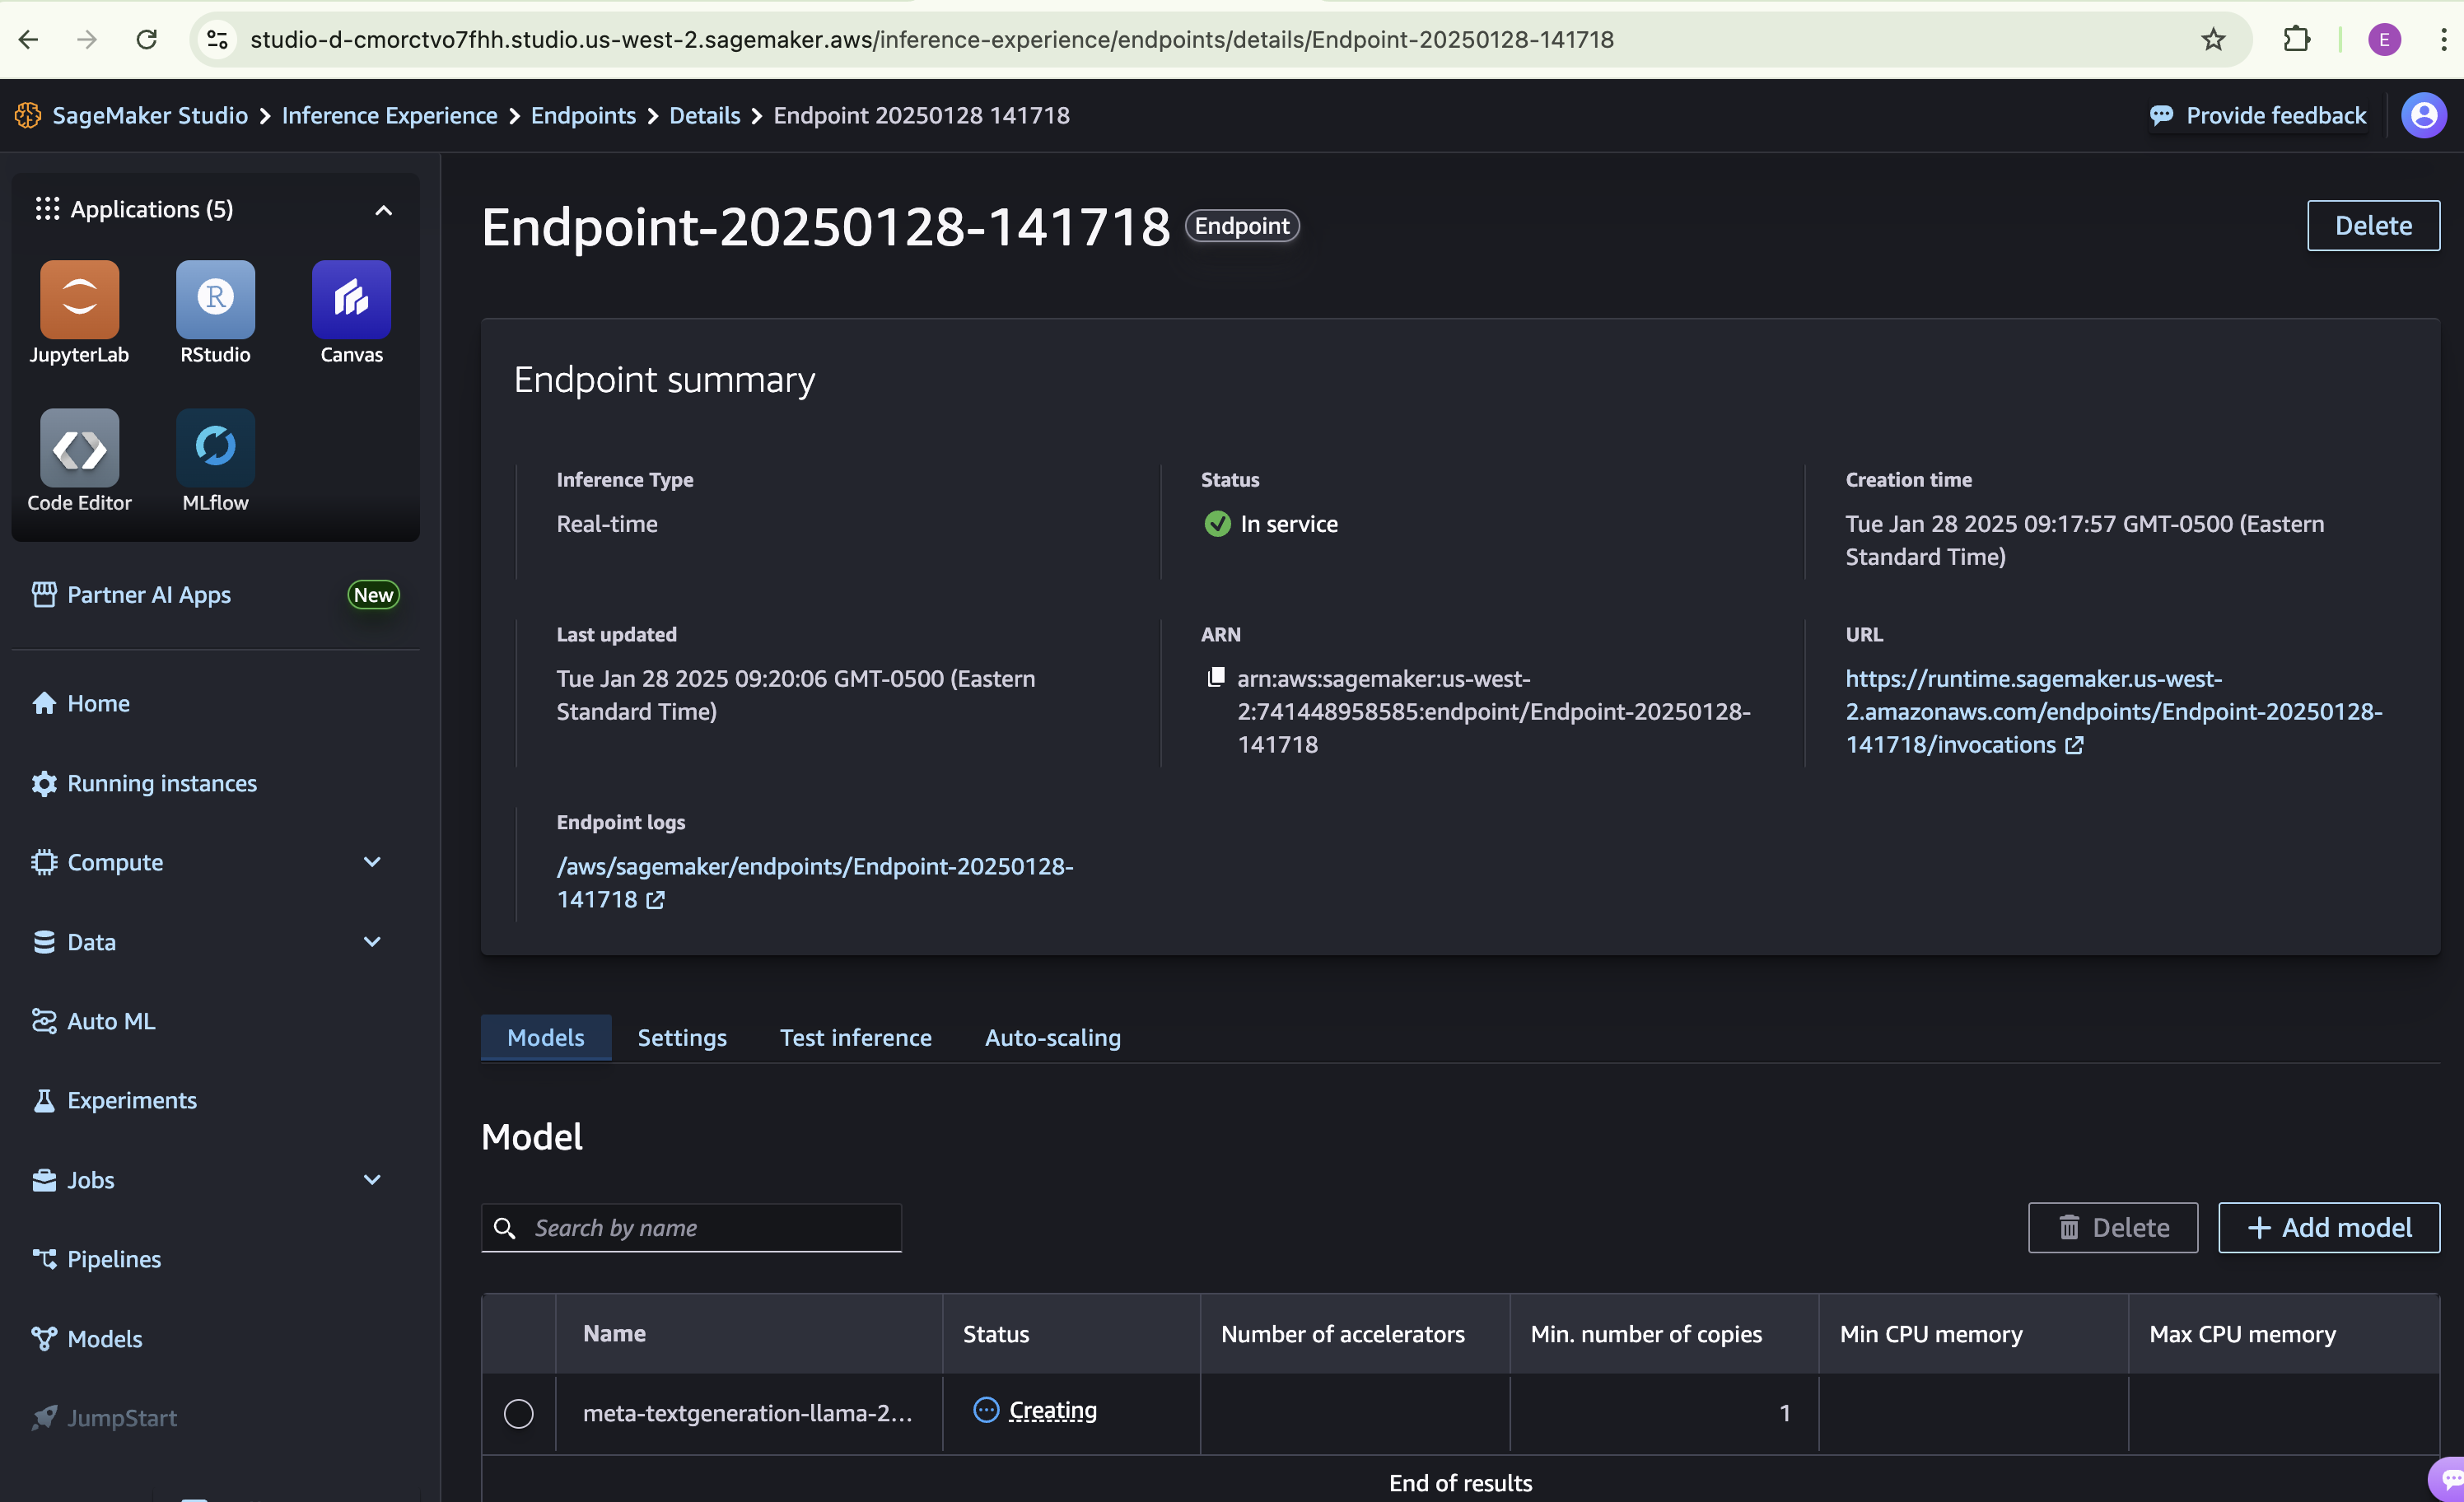 studio-d-cmorctvo7fhh.studio.us-west-2.sagemaker.aws/inference-experience/endpoints/details/Endpoint-20250128-141718
E
SageMaker Studio > Inference Experience > Endpoints > Details > Endpoint 20250128 141718
Provide feedback
Applications (5)
JupyterLab
R
RStudio
Canvas
Code Editor
MLflow
Partner AI Apps
New
Home
Running instances
Compute
Data
Auto ML
Experiments
Jobs
Pipelines
Models
JumpStart
Endpoint-20250128-141718
Endpoint
Delete
Endpoint summary
Inference Type
Real-time
Status
In service
Creation time
Tue Jan 28 2025 09:17:57 GMT-0500 (Eastern
Standard Time)
Last updated
Tue Jan 28 2025 09:20:06 GMT-0500 (Eastern
Standard Time)
ARN
arn:aws:sagemaker:us-west-
2:741448958585:endpoint/Endpoint-20250128-
141718
URL
https://runtime.sagemaker.us-west-
2.amazonaws.com/endpoints/Endpoint-20250128-
141718/invocations
Endpoint logs
/aws/sagemaker/endpoints/Endpoint-20250128-
141718
Models
Settings
Test inference
Auto-scaling
Model
Search by name
Delete
+ Add model
Name
Status
Number of accelerators
Min. number of copies
Min CPU memory
Max CPU memory
meta-textgeneration-llama-2...
Creating
1
End of results